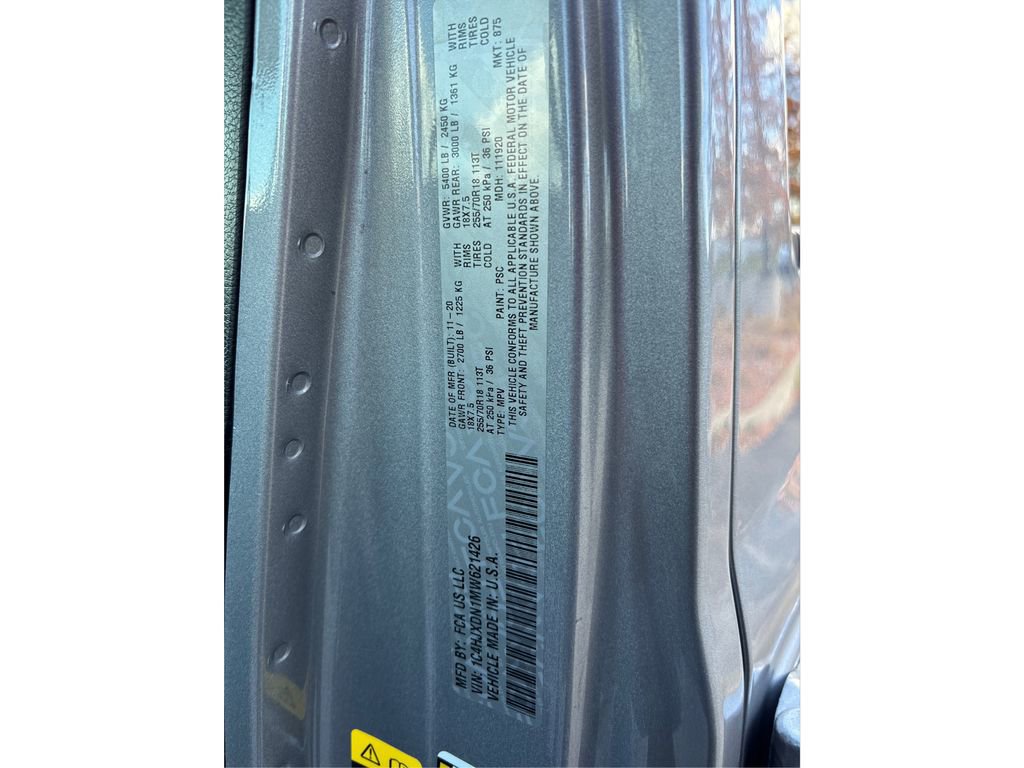 MFD BY: FCA US LLC
VIN: 1C4HJXDN1MW621426
VEHICLE MADE IN: U.S.A.
DATE OF MFR (BUILT): 11-20 GVWR: 5400 LB / 2450 KG
GAWR FRONT: 2700 LB / 1225 KG WITH GAWR REAR: 3000 LB / 1361 KG WITH
18X7.5 RIMS 18X7.5 RIMS
255/70R18 113T TIRES 255/70R18 113T TIRES
AT 250 kPa / 36 PSI COLD AT 250 kPa / 36 PSI COLD
TYPE: MPV PAINT: PSC MDH: 111920 MKT: 875
THIS VEHICLE CONFORMS TO ALL APPLICABLE U.S.A. FEDERAL MOTOR VEHICLE
SAFETY AND THEFT PREVENTION STANDARDS IN EFFECT ON THE DATE OF
MANUFACTURE SHOWN ABOVE.